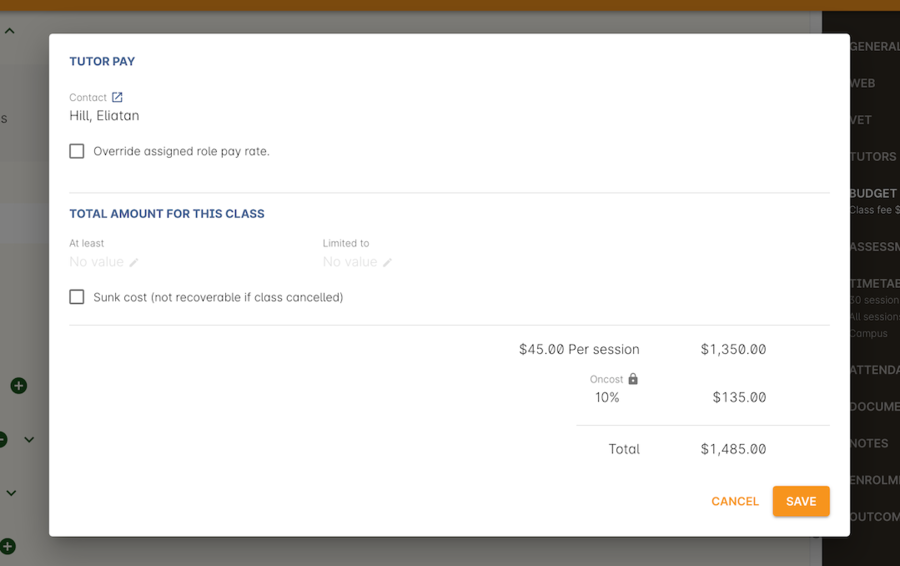 TUTOR PAY
Contact
Hill, Eliatan
Override assigned role pay rate.
TOTAL AMOUNT FOR THIS CLASS
At least
Limited to
No value
No value
Sunk cost (not recoverable if class cancelled)
$45.00 Per session $1,350.00
Oncost
10% $135.00
Total $1,485.00
CANCEL SAVE
GENERAL
WEB
VET
TUTORS
BUDGET
Class fee $
ASSESSM
TIMETAB
30 session
All session
Campus
ATTENDA
DOCUME
NOTES
ENROLM
OUTCOM
s